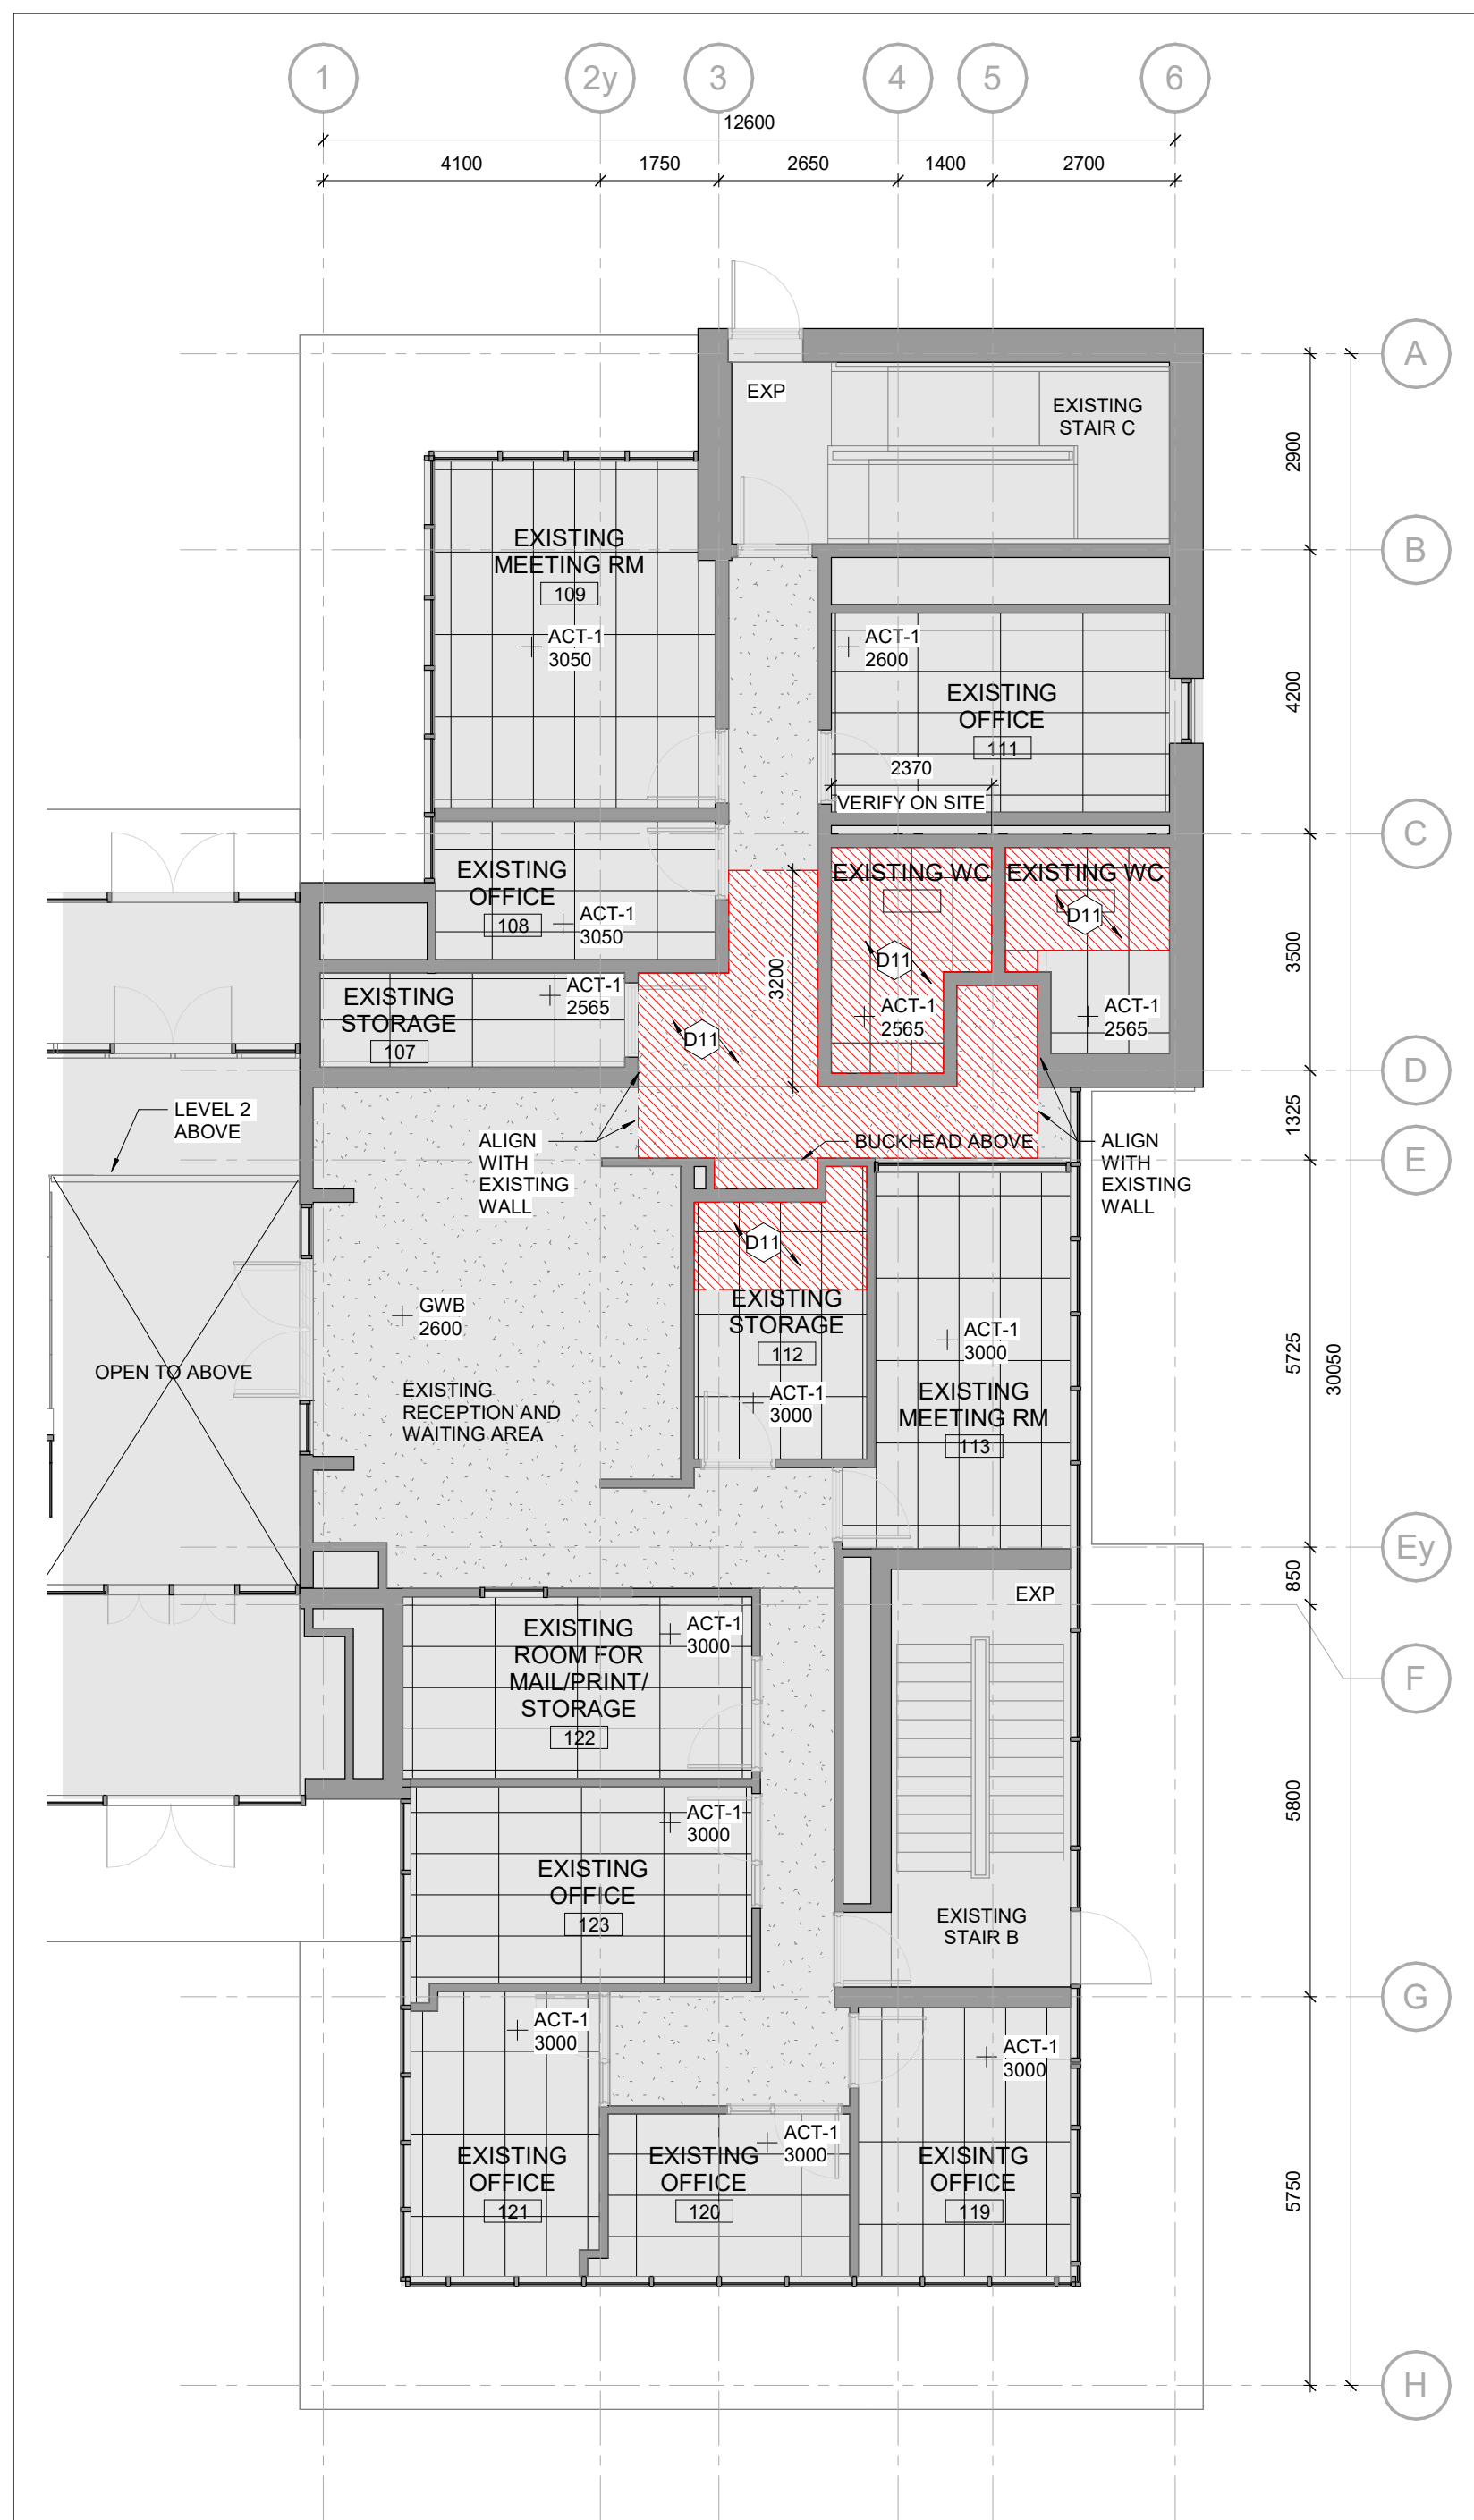 1
2y
3
4
5
6
12600
4100
1750
2650
1400
2700
A
EXP
EXISTING
STAIR C
2900
B
EXISTING
MEETING RM
109
ACT-1
3050
ACT-1
2600
EXISTING
OFFICE
111
4200
2370
VERIFY ON SITE
C
EXISTING
OFFICE
108
ACT-1
3050
EXISTING WC
EXISTING WC
D11
D11
3500
3200
EXISTING
STORAGE
107
ACT-1
2565
ACT-1
2565
ACT-1
2565
D11
D
LEVEL 2
ABOVE
1325
ALIGN
WITH
EXISTING
WALL
BUCKHEAD ABOVE
ALIGN
WITH
EXISTING
WALL
E
D11
GWB
2600
EXISTING
STORAGE
112
ACT-1
3000
ACT-1
3000
OPEN TO ABOVE
EXISTING
RECEPTION AND
WAITING AREA
EXISTING
MEETING RM
113
5725
30050
Ey
850
EXP
EXISTING
ROOM FOR
MAIL/PRINT/
STORAGE
122
ACT-1
3000
F
ACT-1
3000
EXISTING
OFFICE
123
5800
EXISTING
STAIR B
G
ACT-1
3000
ACT-1
3000
ACT-1
3000
EXISTING
OFFICE
121
EXISTING
OFFICE
120
EXISINTG
OFFICE
119
5750
H